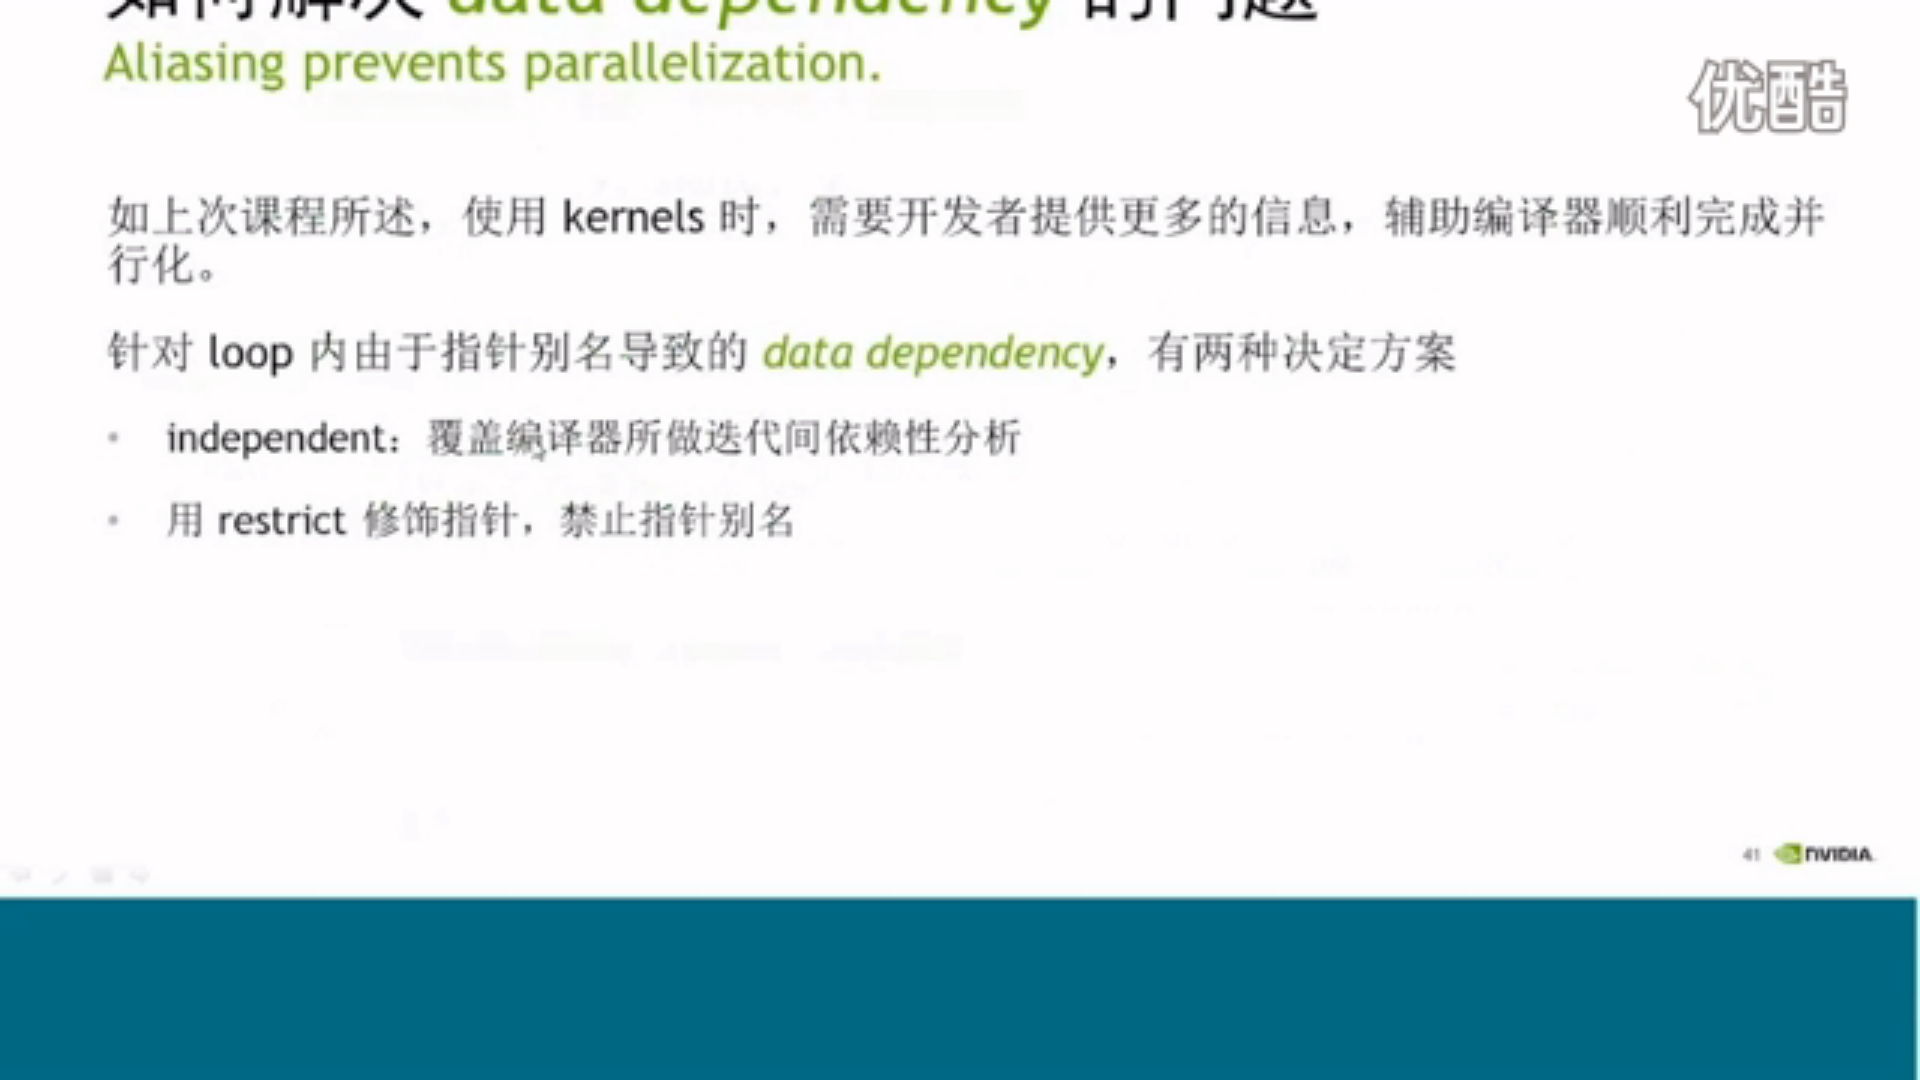 如何解决 data dependency 的问题
Aliasing prevents parallelization.
优酷
如上次课程所述，使用 kernels 时，需要开发者提供更多的信息，辅助编译器顺利完成并
行化。
针对 loop 内由于指针别名导致的 data dependency，有两种决定方案
• independent：覆盖编译器所做迭代间依赖性分析
• 用 restrict 修饰指针，禁止指针别名
41 NVIDIA